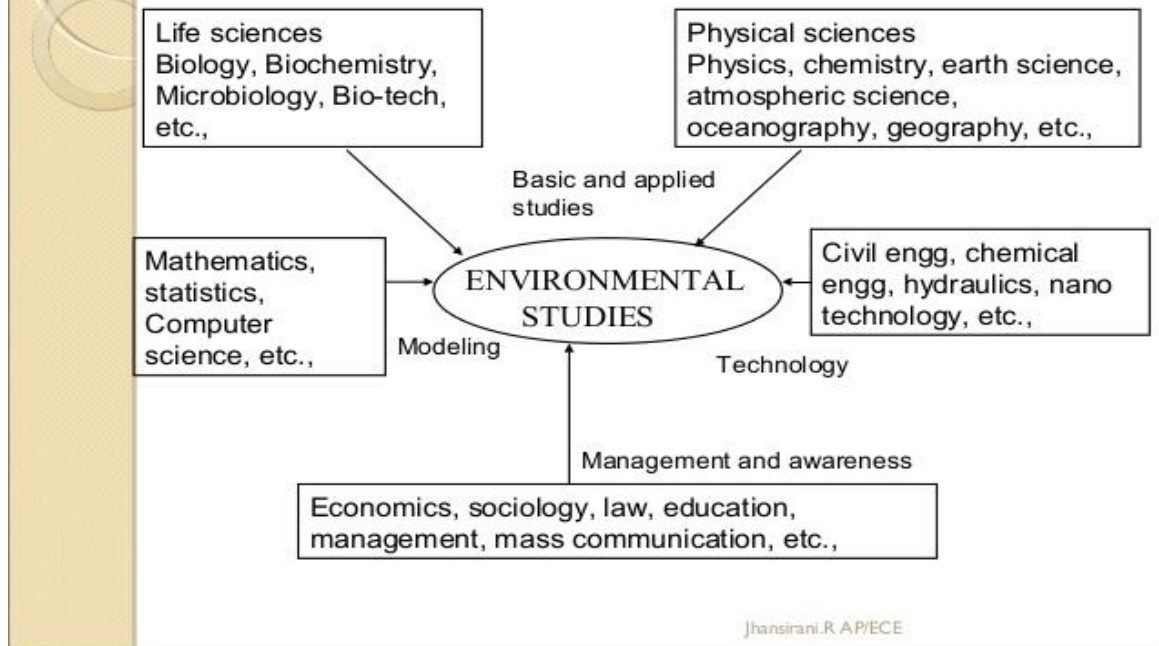 Life sciences
Biology, Biochemistry,
Microbiology, Bio-tech,
etc.,
Physical sciences
Physics, chemistry, earth science,
atmospheric science,
oceanography, geography, etc.,
Basic and applied
studies
Mathematics,
statistics,
Computer
science, etc.,
ENVIRONMENTAL
STUDIES
Civil engg, chemical
engg, hydraulics, nano
technology, etc.,
Modeling
Technology
Management and awareness
Economics, sociology, law, education,
management, mass communication, etc.,
Jhansirani.R AP/ECE